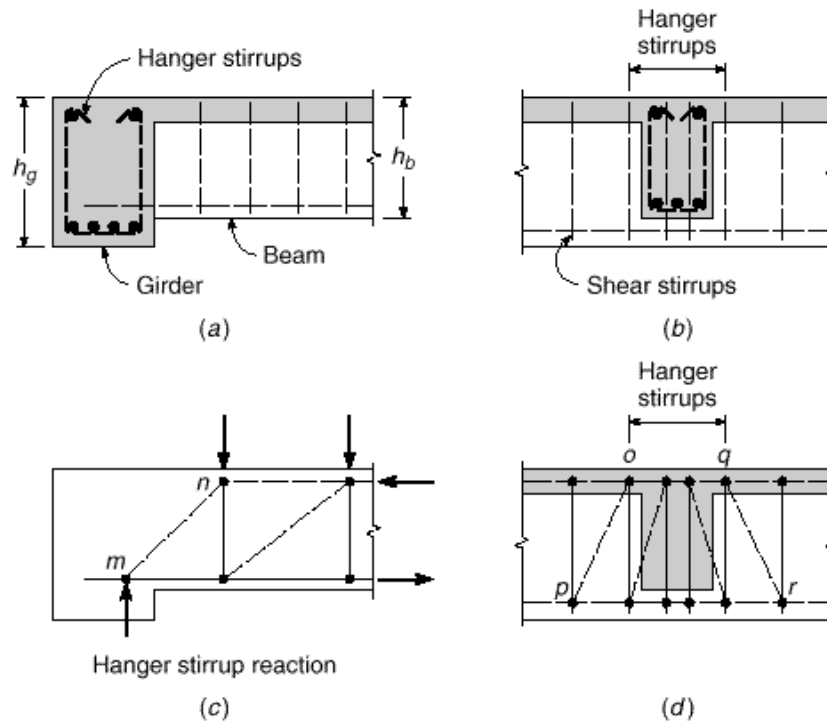 Hanger stirrups
h_g
h_b
Beam
Girder
(a)
Hanger
stirrups
Shear stirrups
(b)
n
m
Hanger stirrup reaction
(c)
Hanger
stirrups
o
q
p
r
(d)